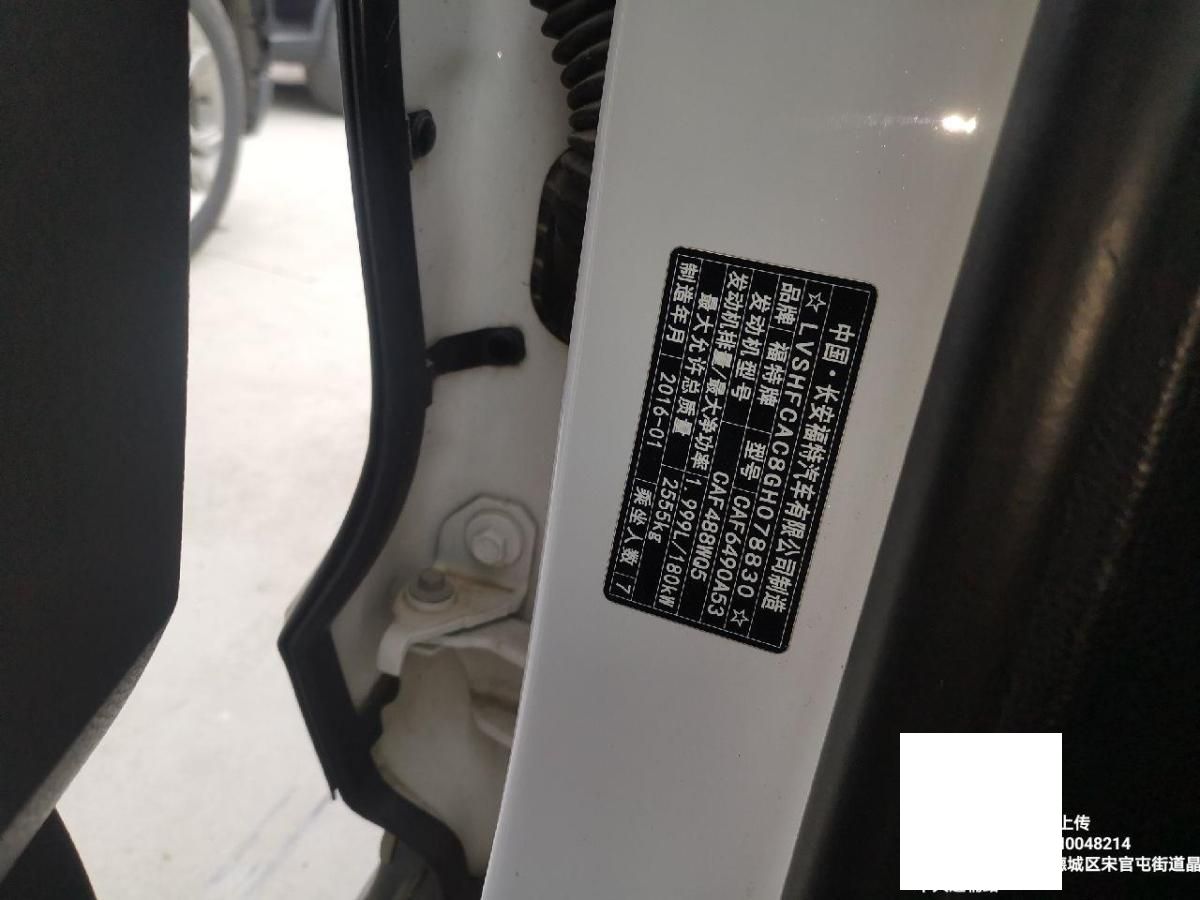 中国·长安福特汽车有限公司制造
☆ LVSHFCAC8GH078830 ☆
品牌 福特牌 型号 CAF6490A53
发动机型号 CAF488WQ5
发动机排量/最大净功率 1.999L/180kW
最大允许总质量 2555kg
制造年月 2016-01 乘坐人数 7
上传
0048214
德城区宋官屯街道晶